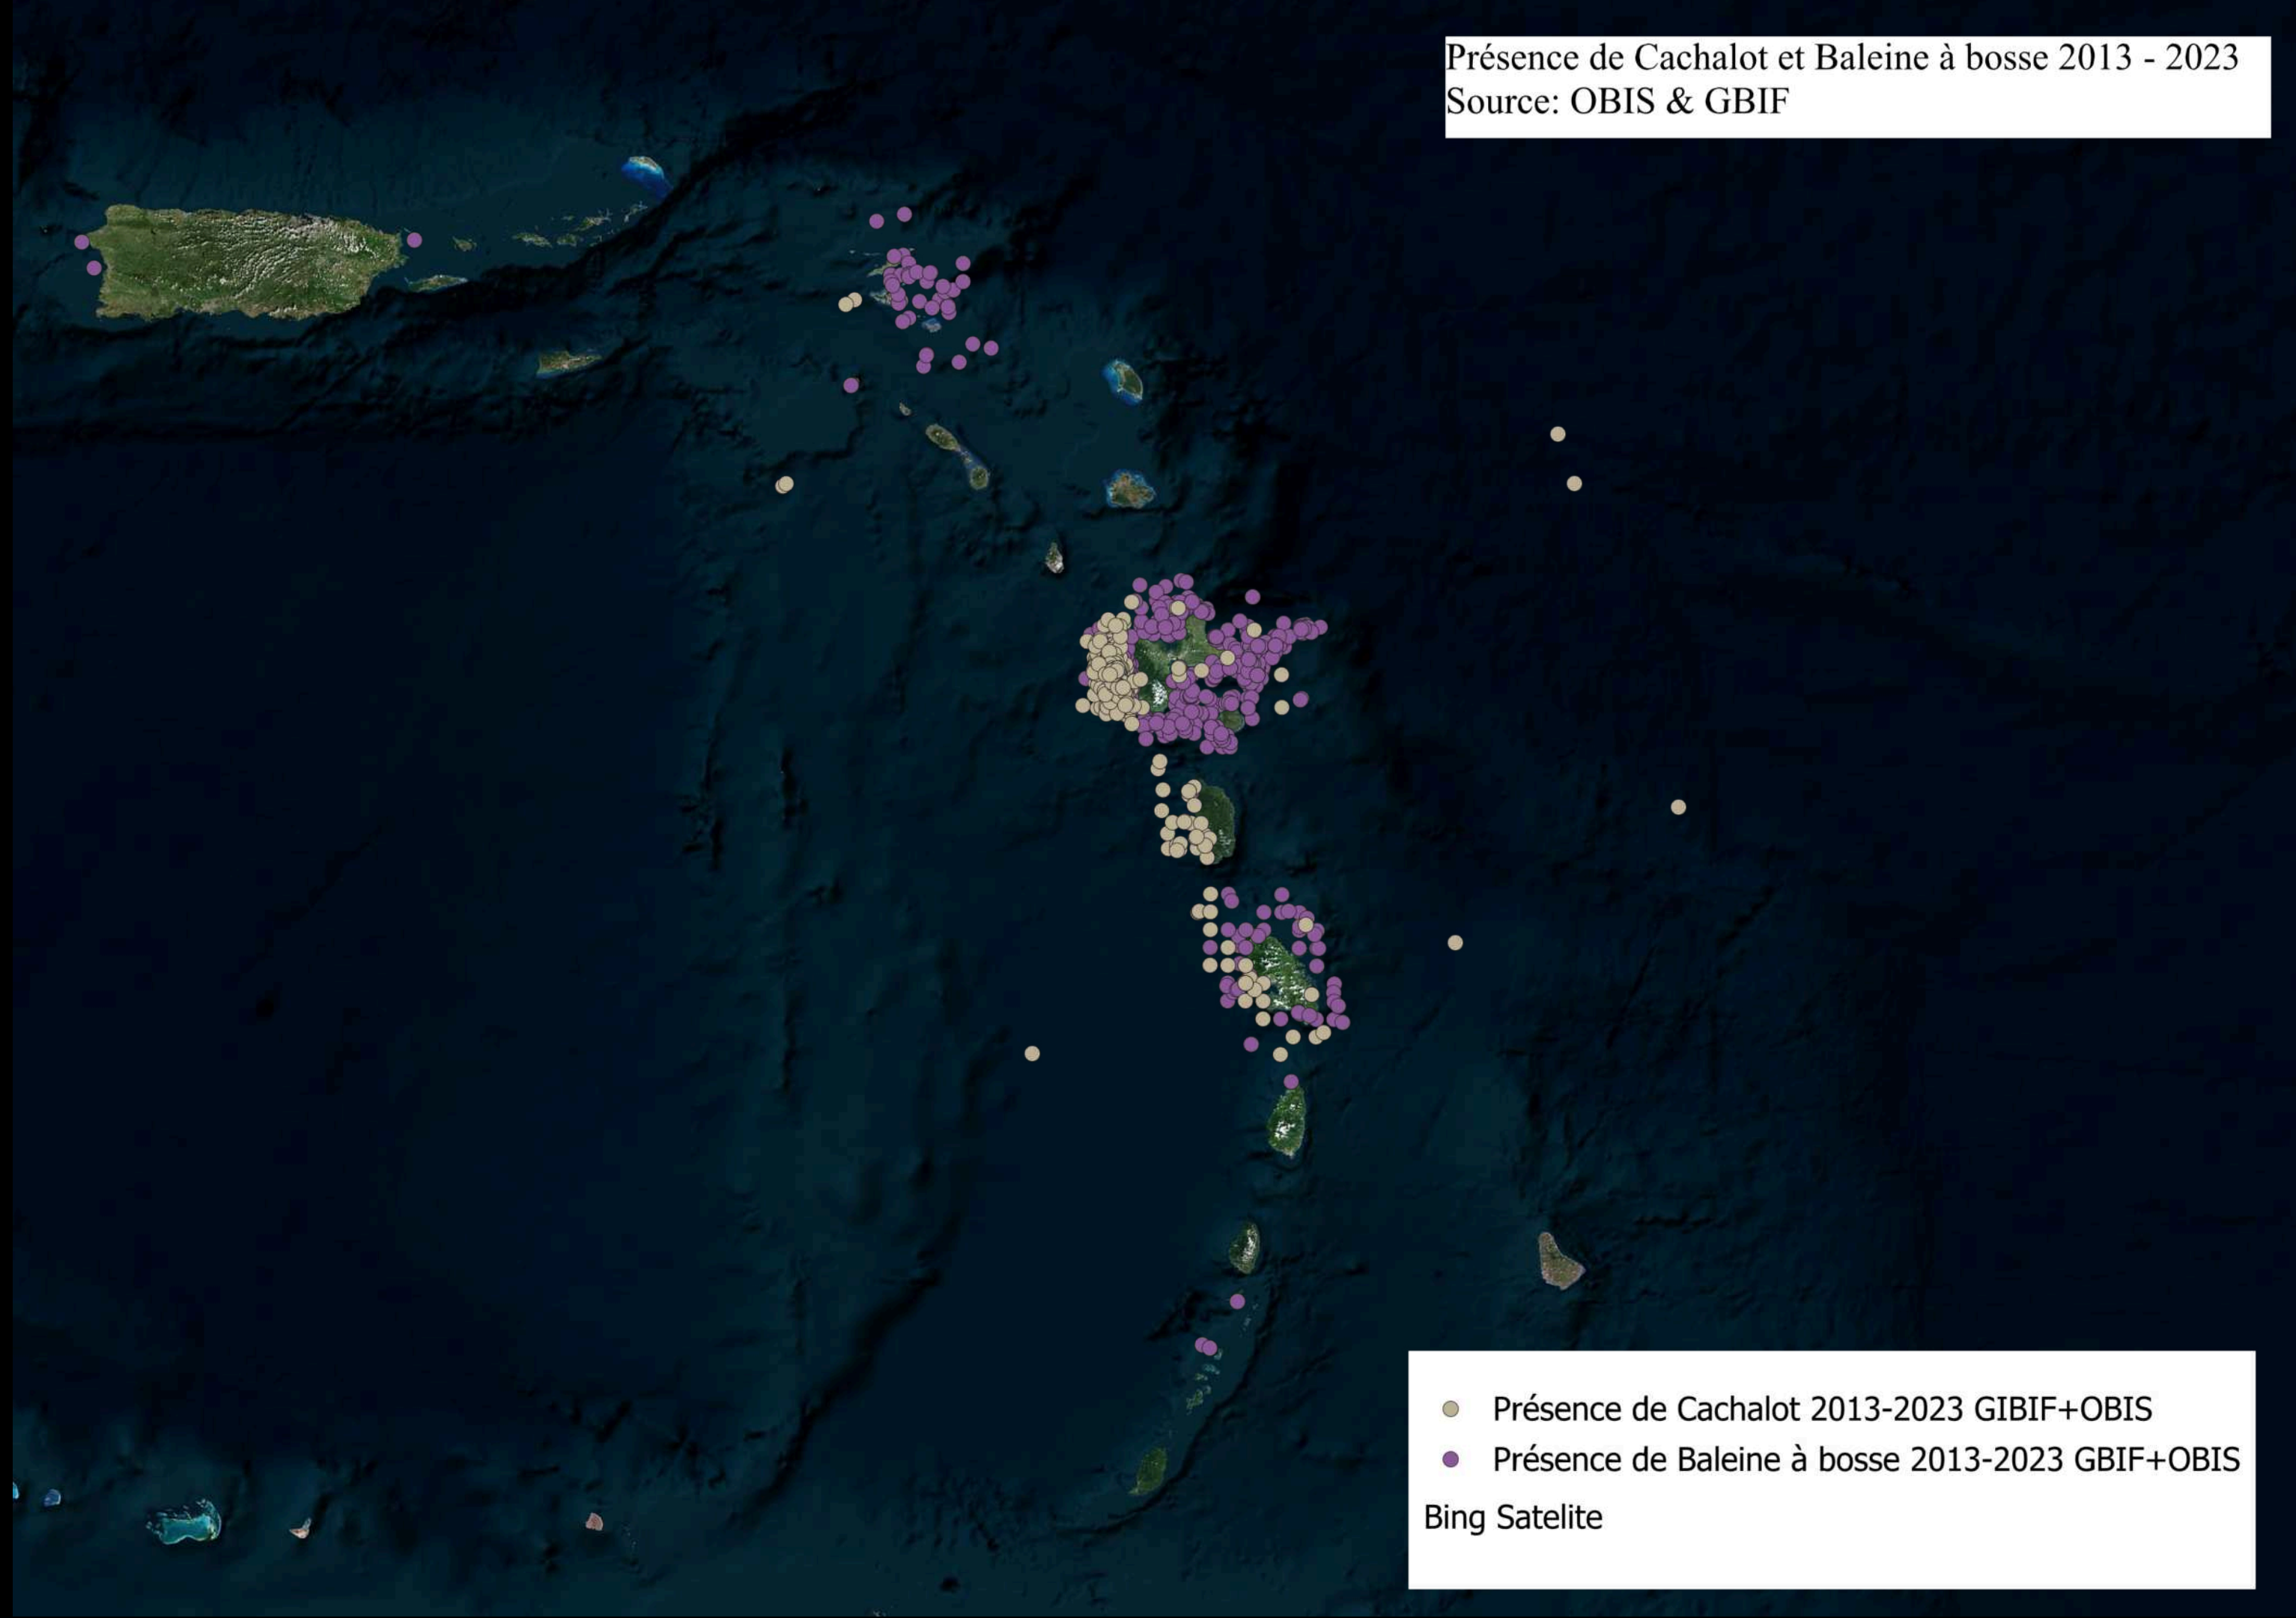 Présence de Cachalot et Baleine à bosse 2013 - 2023
Source: OBIS & GBIF
Présence de Cachalot 2013-2023 GIBIF+OBIS
Présence de Baleine à bosse 2013-2023 GBIF+OBIS
Bing Satelite